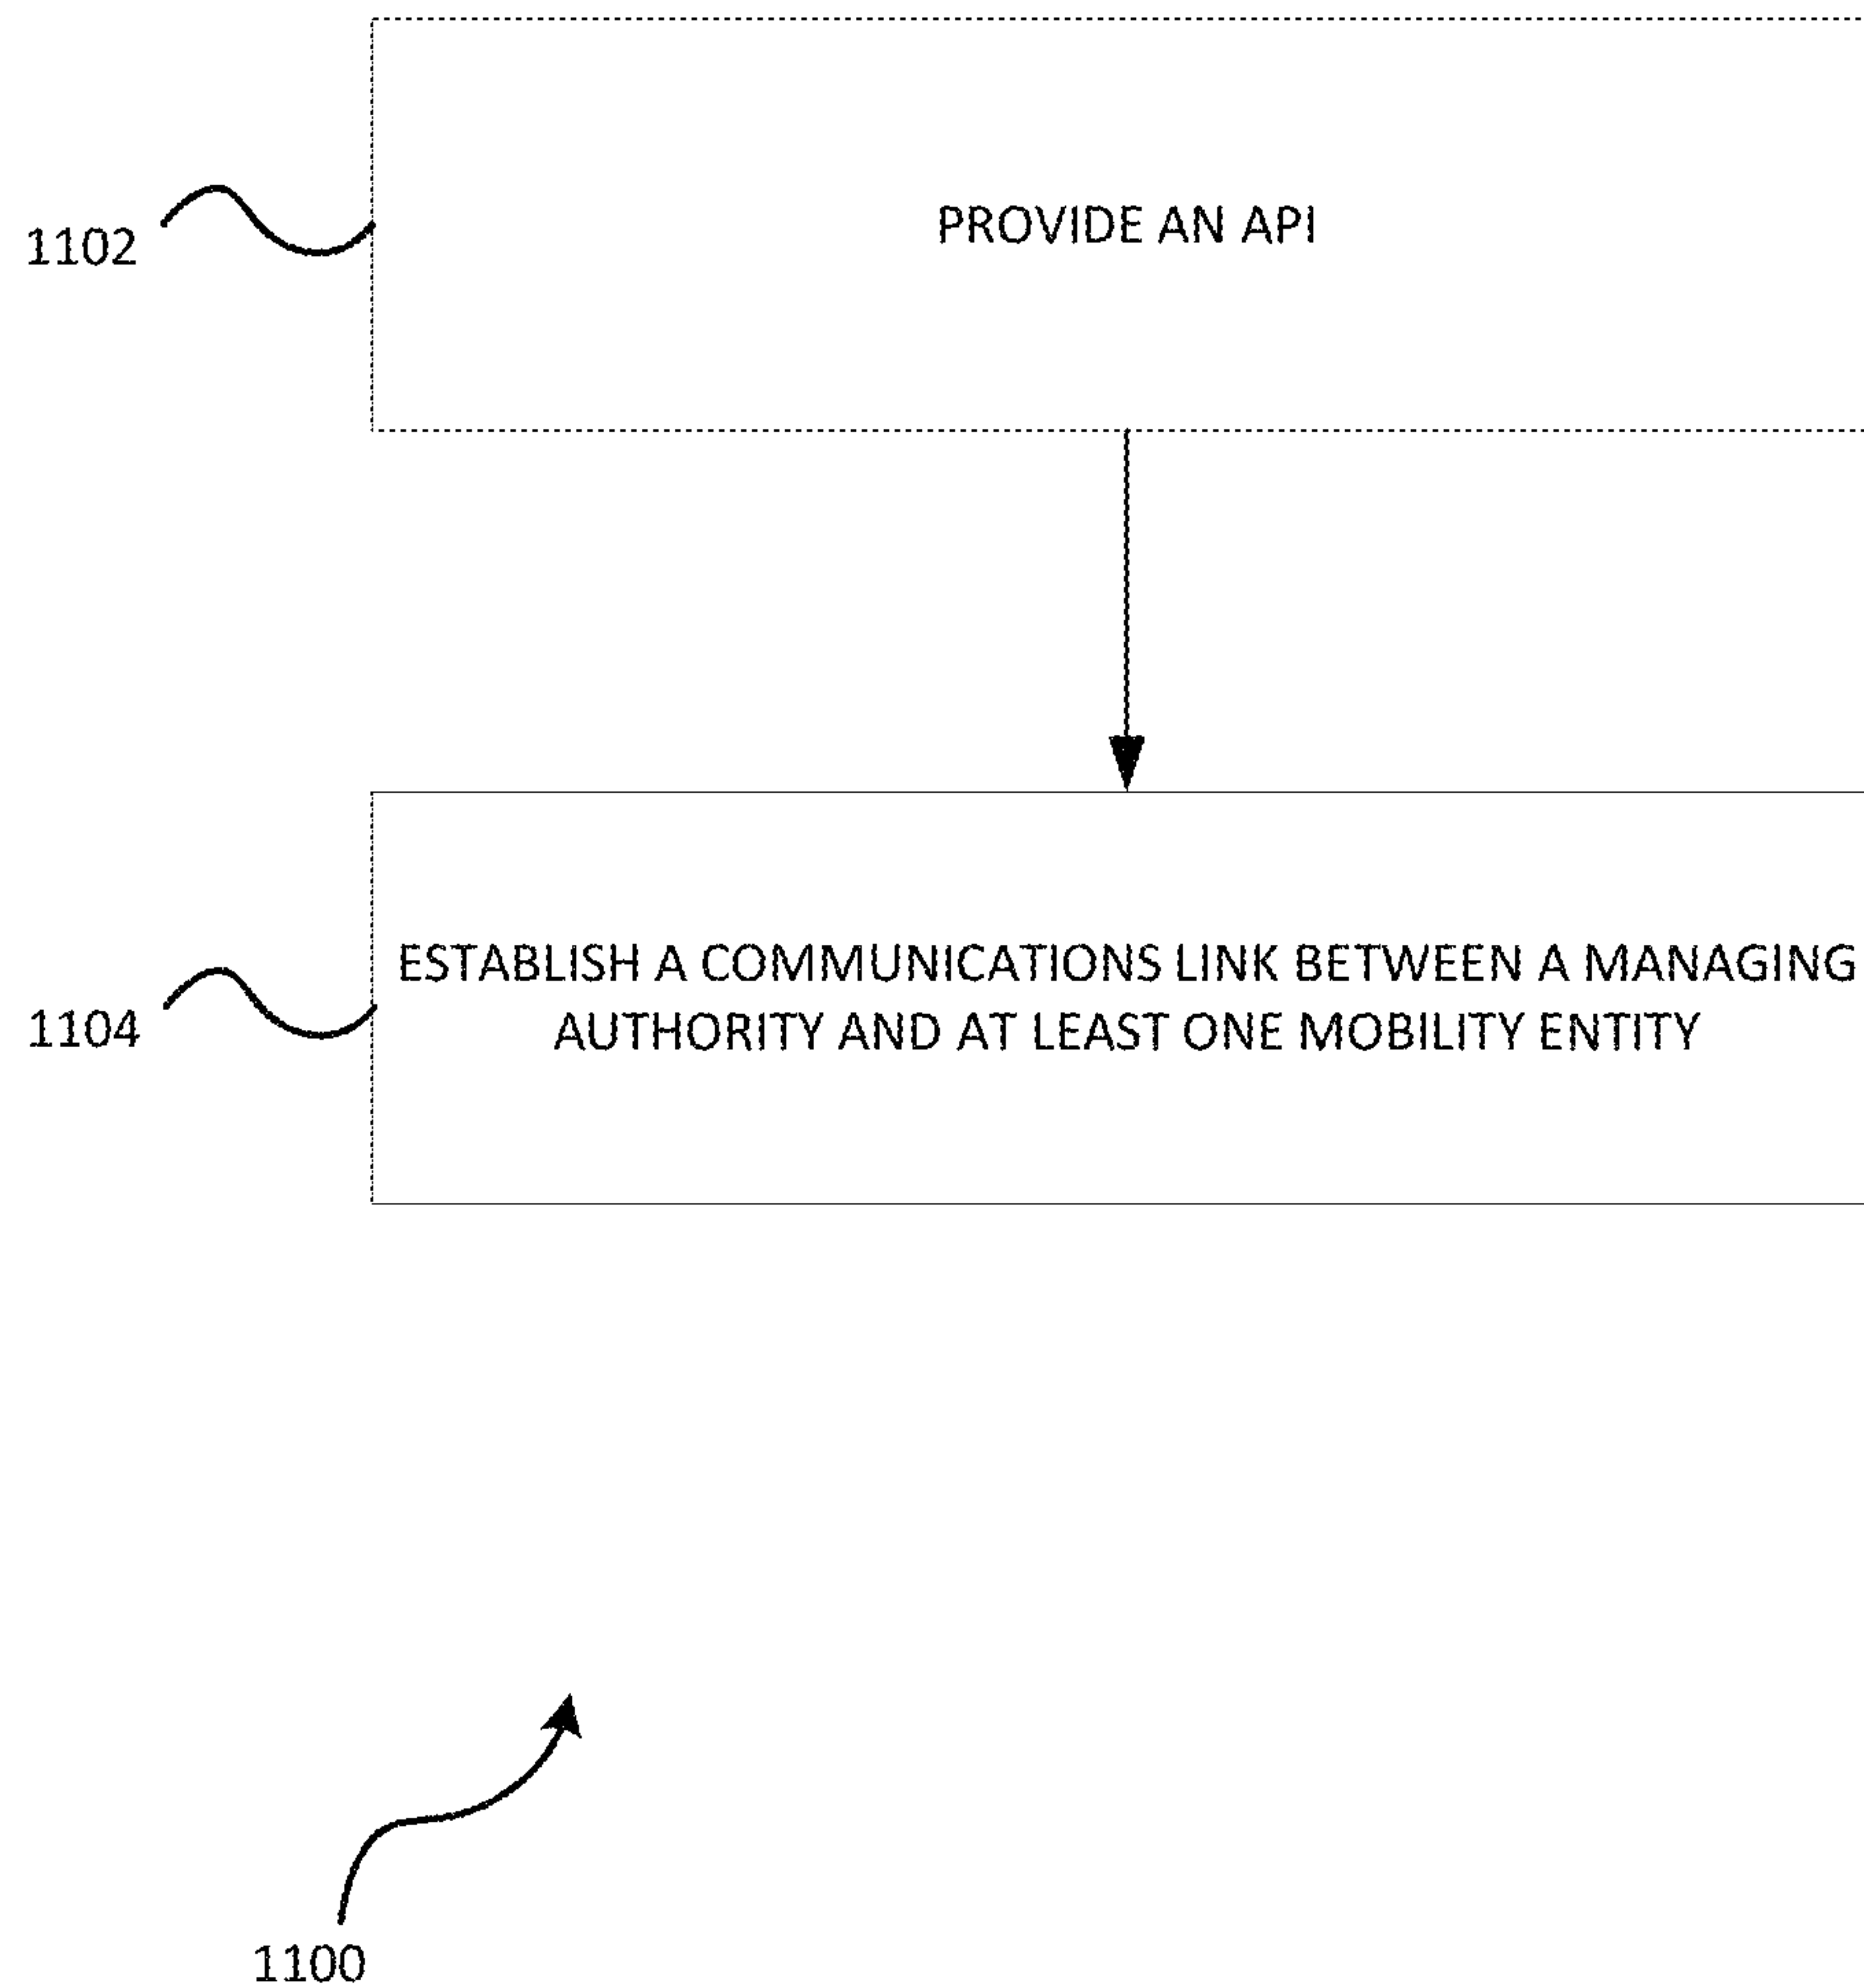 PROVIDE AN API
1102
ESTABLISH A COMMUNICATIONS LINK BETWEEN A MANAGING
AUTHORITY AND AT LEAST ONE MOBILITY ENTITY
1104
1100